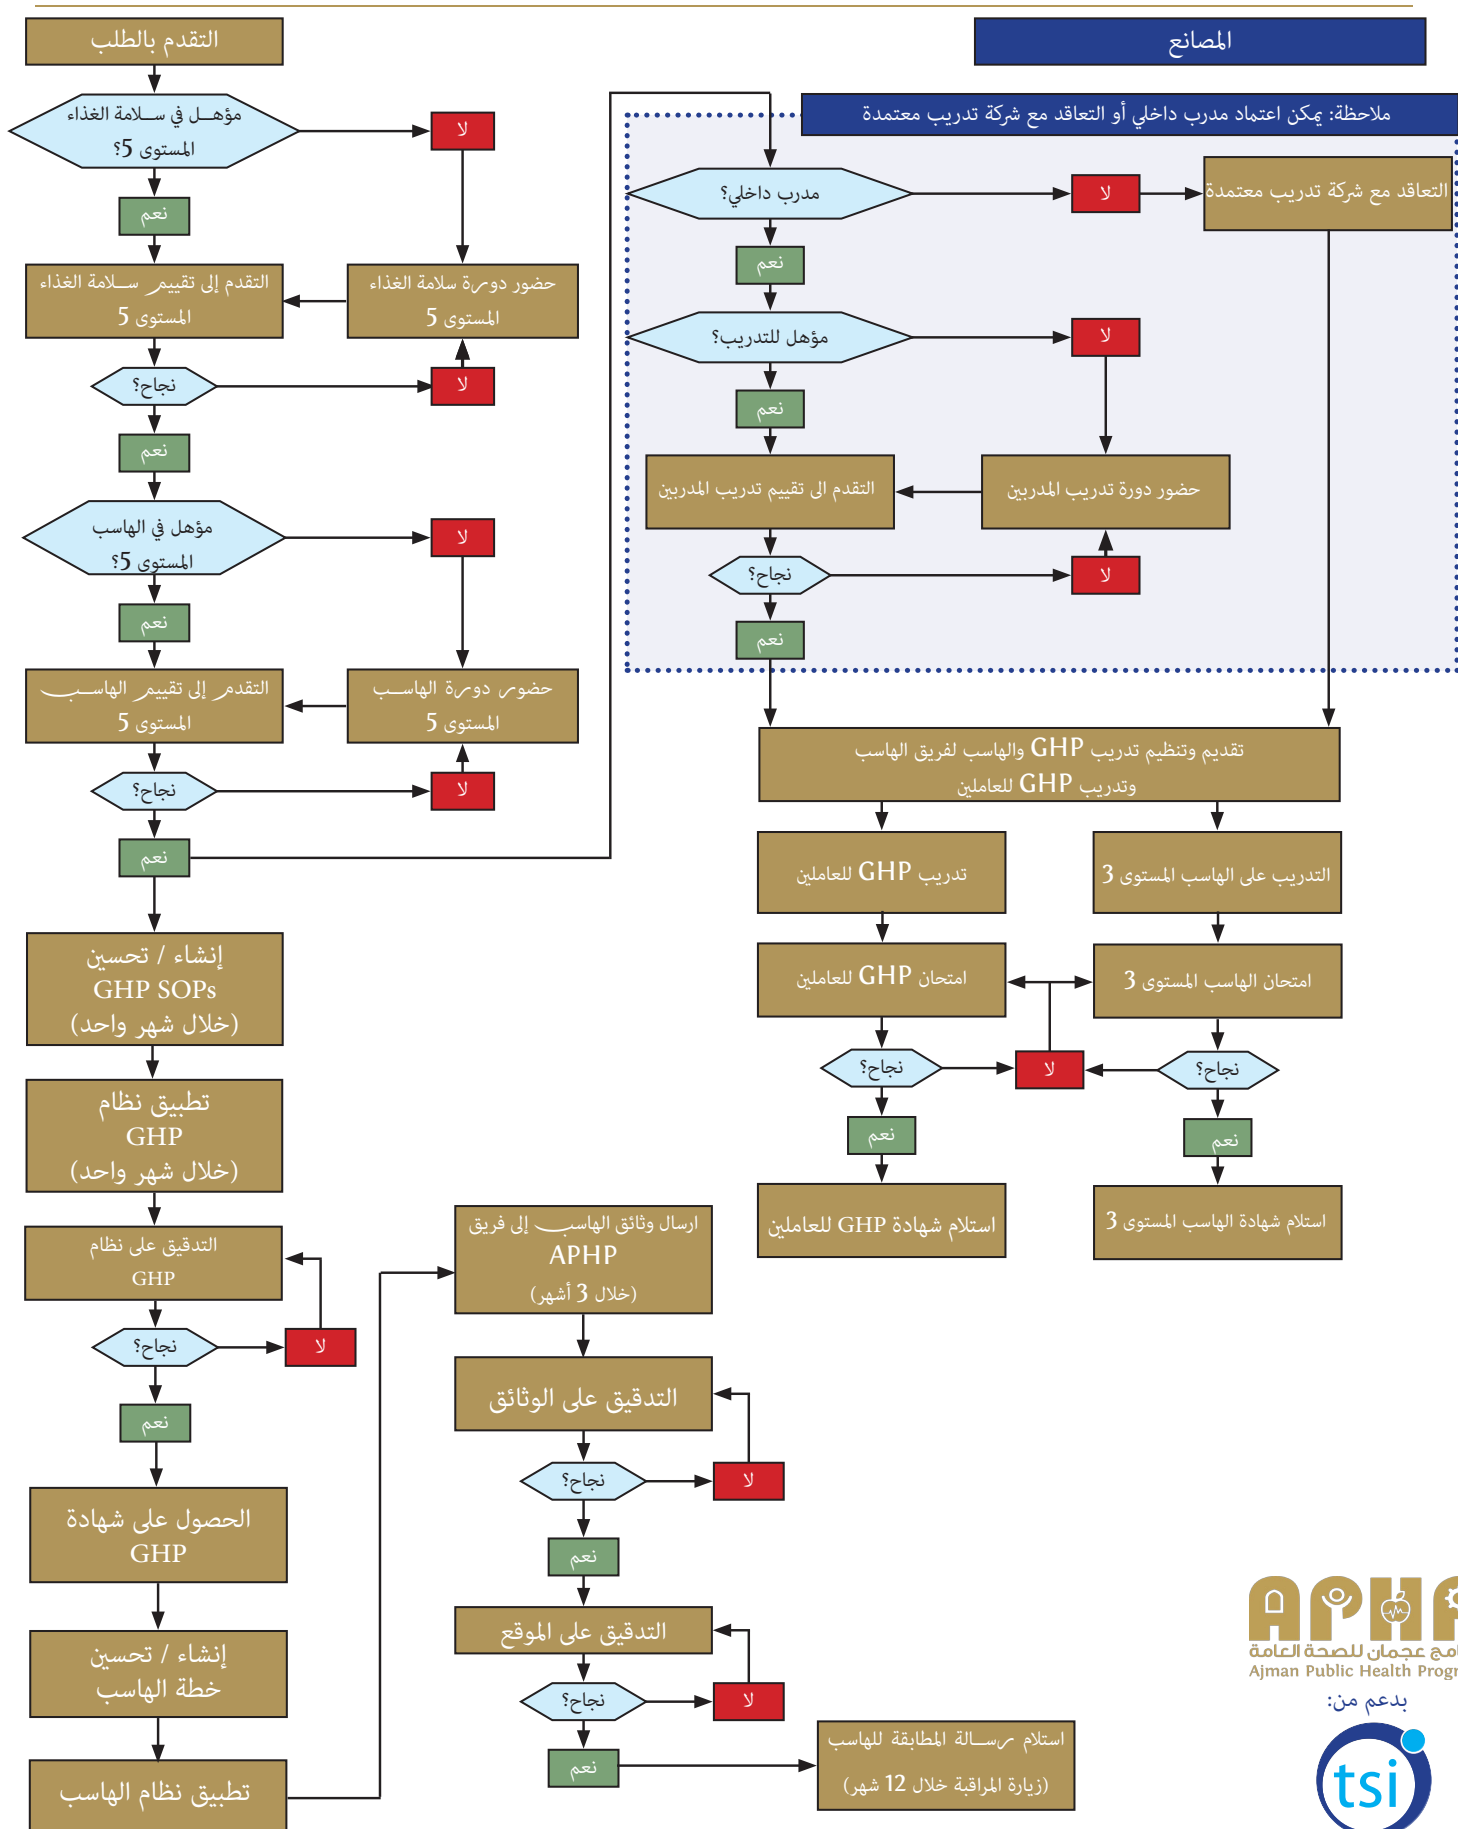 المصانع
التقدم بالطلب
مؤهل في سلامة الغذاء
المستوى 5؟
لا
نعم
التقدم إلى تقييم سلامة الغذاء
المستوى 5
حضور دورة سلامة الغذاء
المستوى 5
نجاح؟
لا
نعم
مؤهل في الهاسب
المستوى 5؟
لا
نعم
التقدم إلى تقييم الهاسب
المستوى 5
حضور دورة الهاسب
المستوى 5
نجاح؟
لا
نعم
إنشاء / تحسين
GHP SOPs
(خلال شهر واحد)
تطبيق نظام
GHP
(خلال شهر واحد)
التدقيق على نظام
GHP
نجاح؟
لا
نعم
الحصول على شهادة
GHP
إنشاء / تحسين
خطة الهاسب
تطبيق نظام الهاسب
ملاحظة: يمكن اعتماد مدرب داخلي أو التعاقد مع شركة تدريب معتمدة
مدرب داخلي؟
لا
التعاقد مع شركة تدريب معتمدة
نعم
مؤهل للتدريب؟
لا
نعم
التقدم الى تقييم تدريب المدربين
حضور دورة تدريب المدربين
نجاح؟
لا
نعم
تقديم وتنظيم تدريب GHP والهاسب لفريق الهاسب
وتدريب GHP للعاملين
تدريب GHP للعاملين
التدريب على الهاسب المستوى 3
امتحان GHP للعاملين
امتحان الهاسب المستوى 3
نجاح؟
لا
نجاح؟
نعم
نعم
استلام شهادة GHP للعاملين
استلام شهادة الهاسب المستوى 3
ارسال وثائق الهاسب إلى فريق
APHP
(خلال 3 أشهر)
التدقيق على الوثائق
نجاح؟
لا
نعم
التدقيق على الموقع
نجاح؟
لا
نعم
استلام رسالة المطابقة للهاسب
(زيارة المراقبة خلال 12 شهر)
عجمان للصحة العامة
Ajman Public Health
بدعم من:
tsi